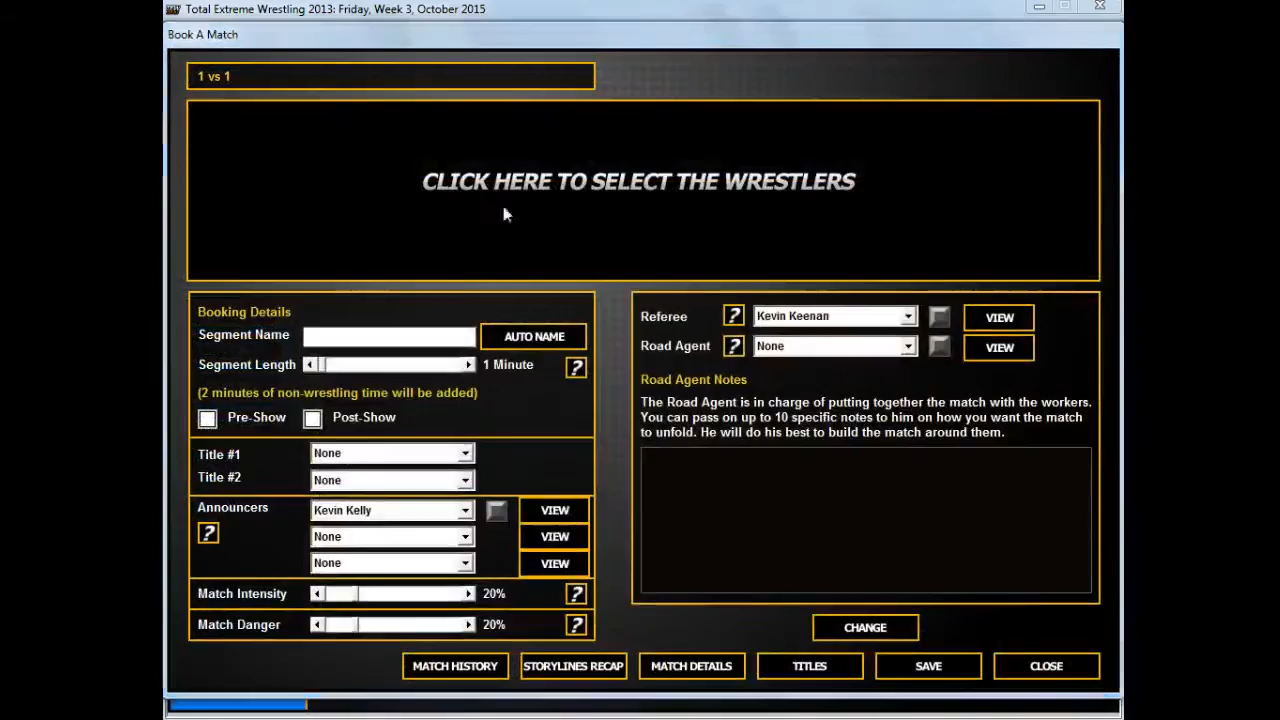 Total Extreme Wrestling 2013: Friday, Week 3, October 2015
Book A Match
1 vs 1
CLICK HERE TO SELECT THE WRESTLERS
Booking Details
Segment Name
AUTO NAME
Segment Length
1 Minute
?
(2 minutes of non-wrestling time will be added)
Pre-Show
Post-Show
Title #1
None
Title #2
None
Announcers
Kevin Kelly
VIEW
?
None
VIEW
None
VIEW
Match Intensity
20%
?
Match Danger
20%
?
Referee
?
Kevin Keenan
VIEW
Road Agent
?
None
VIEW
Road Agent Notes
The Road Agent is in charge of putting together the match with the workers.
You can pass on up to 10 specific notes to him on how you want the match
to unfold. He will do his best to build the match around them.
CHANGE
MATCH HISTORY
STORYLINES RECAP
MATCH DETAILS
TITLES
SAVE
CLOSE